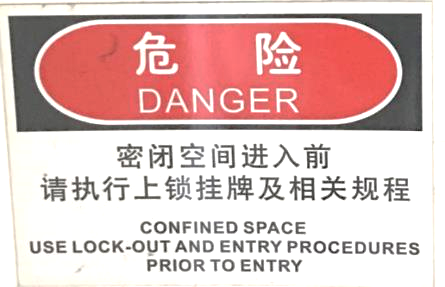 危 险
DANGER
密闭空间进入前
请执行上锁挂牌及相关规程
CONFINED SPACE
USE LOCK-OUT AND ENTRY PROCEDURES
PRIOR TO ENTRY